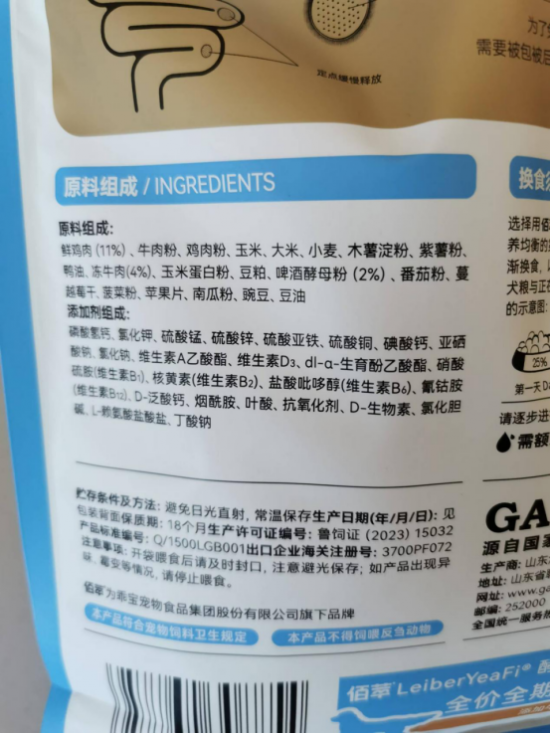 定点缓慢释放
为了
需要被包被
原料组成 / INGREDIENTS
原料组成:
鲜鸡肉 (11%) 、牛肉粉、鸡肉粉、玉米、大米、小麦、木薯淀粉、紫薯粉、
鸭油、冻牛肉(4%)、玉米蛋白粉、豆粕、啤酒酵母粉 (2%) 、番茄粉、蔓
越莓干、菠菜粉、苹果片、南瓜粉、豌豆、豆油
添加剂组成:
磷酸氢钙、氯化钾、硫酸锰、硫酸锌、硫酸亚铁、硫酸铜、碘酸钙、亚硒
酸钠、氯化钠、维生素A乙酸酯、维生素D3、dl-α-生育酚乙酸酯、硝酸
硫胺(维生素B1)、核黄素(维生素B2)、盐酸吡哆醇(维生素B6)、氰钴胺
(维生素B12)、D-泛酸钙、烟酰胺、叶酸、抗氧化剂、D-生物素、氯化胆
碱、L-赖氨酸盐酸盐、丁酸钠
贮存条件及方法: 避免日光直射, 常温保存生产日期(年/月/日): 见
包装背面保质期: 18个月生产许可证编号: 鲁饲证 (2023) 15032
产品标准编号: Q/1500LGB001出口企业海关注册号: 3700PF072
注意事项: 开袋喂食后请及时封口, 注意避光保存; 如产品出现异
味、霉变等情况, 请停止喂食。
佰萃为乖宝宠物食品集团股份有限公司旗下品牌
本产品符合宠物饲料卫生规定
本产品不得饲喂反刍动物
换食
选择用佰
养均衡的
渐换食,
犬粮与正
的示意图:
25%
第一天 D
请逐步进
需额
GA
源自国
生产商: 山东
地址: 山东省
网址: www.ga
邮编: 252000
全国统一服务
佰萃 LeiberYeaFi®
全价全期